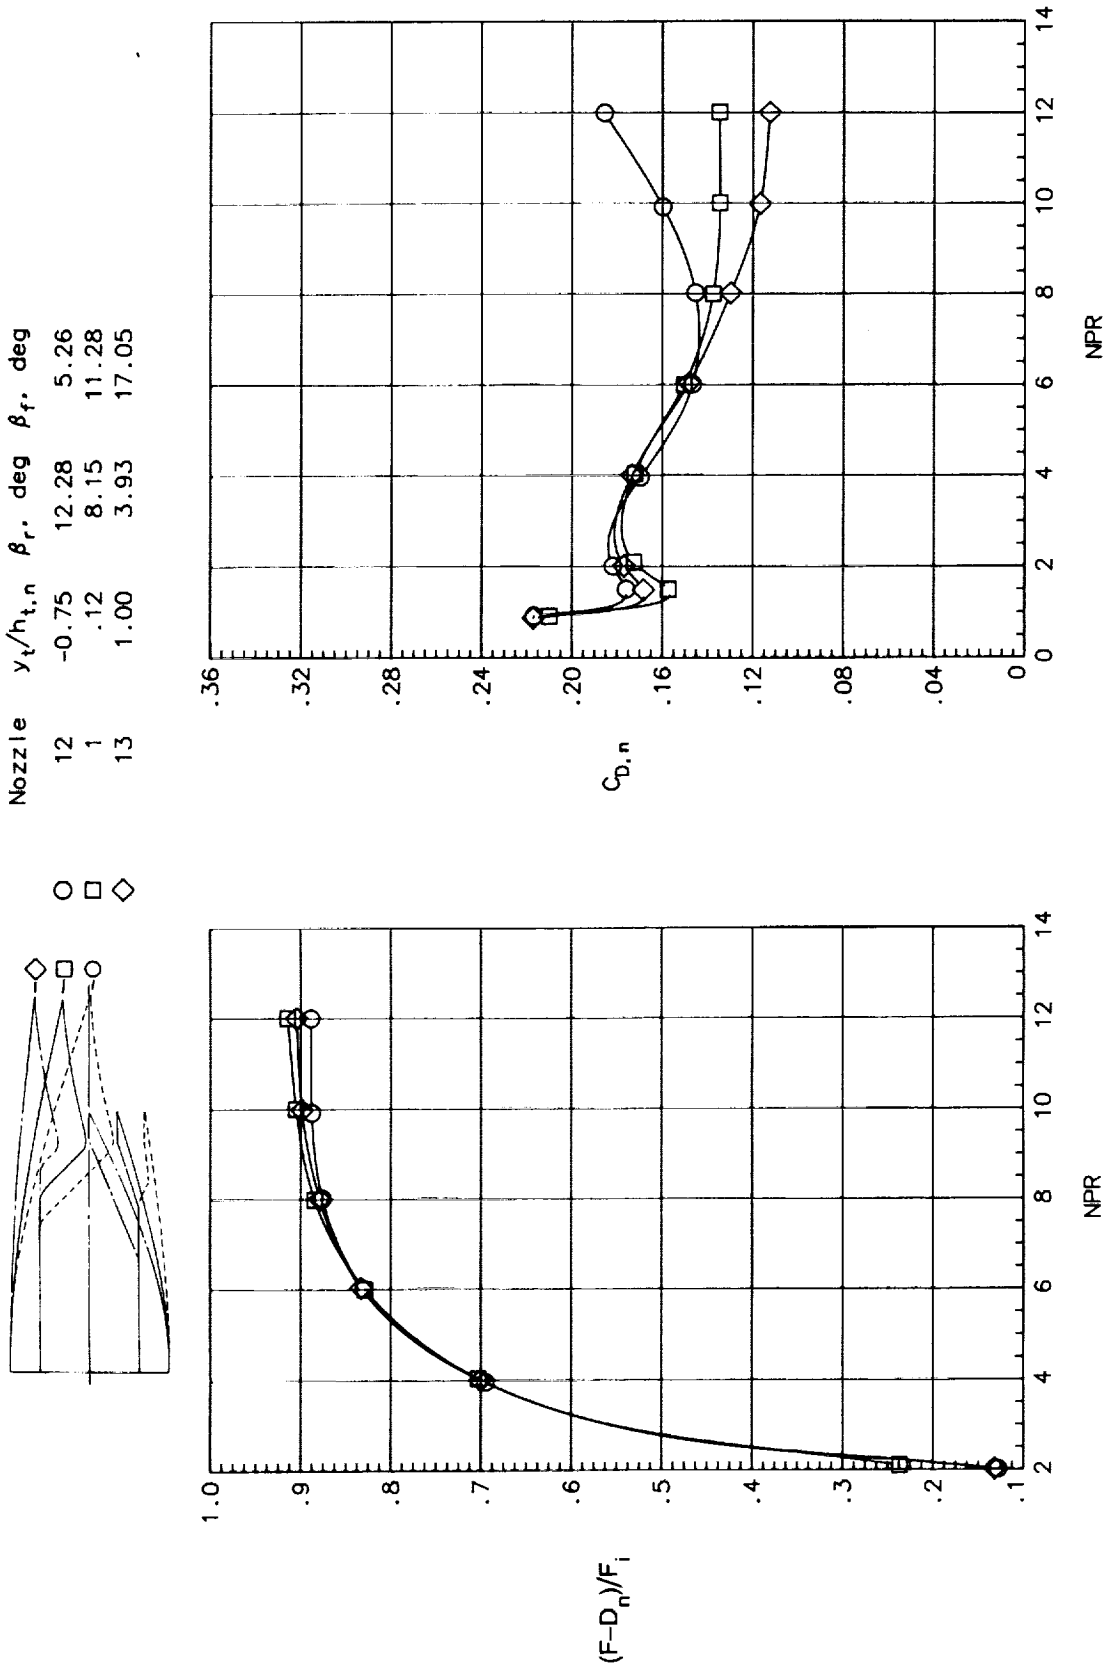 Nozzle y_t/h_t,n β_r, deg β_f, deg
12 -0.75 12.28 5.26
1 .12 8.15 11.28
13 1.00 3.93 17.05
(F-D_n)/F_i
1.0
.9
.8
.7
.6
.5
.4
.3
.2
.1
2 4 6 8 10 12 14
NPR
C_D,n
.36
.32
.28
.24
.20
.16
.12
.08
.04
0
0 2 4 6 8 10 12 14
NPR